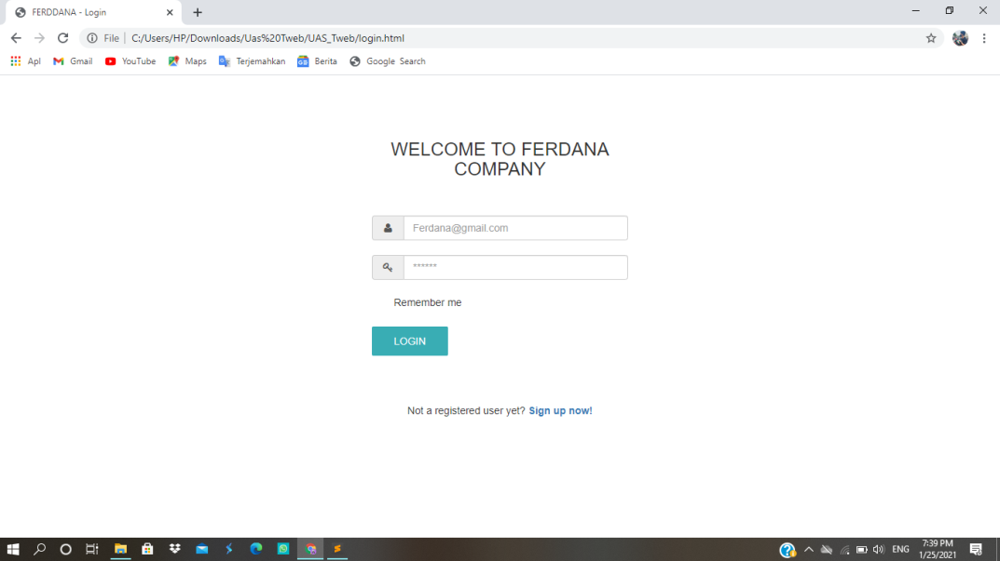 FERDDANA - Login
File C:/Users/HP/Downloads/Uas%20Tweb/UAS_Tweb/login.html
Apl Gmail YouTube Maps Terjemahkan Berita Google Search
WELCOME TO FERDANA
COMPANY
Ferdana@gmail.com
******
Remember me
LOGIN
Not a registered user yet? Sign up now!
ENG
7:39 PM
1/25/2021